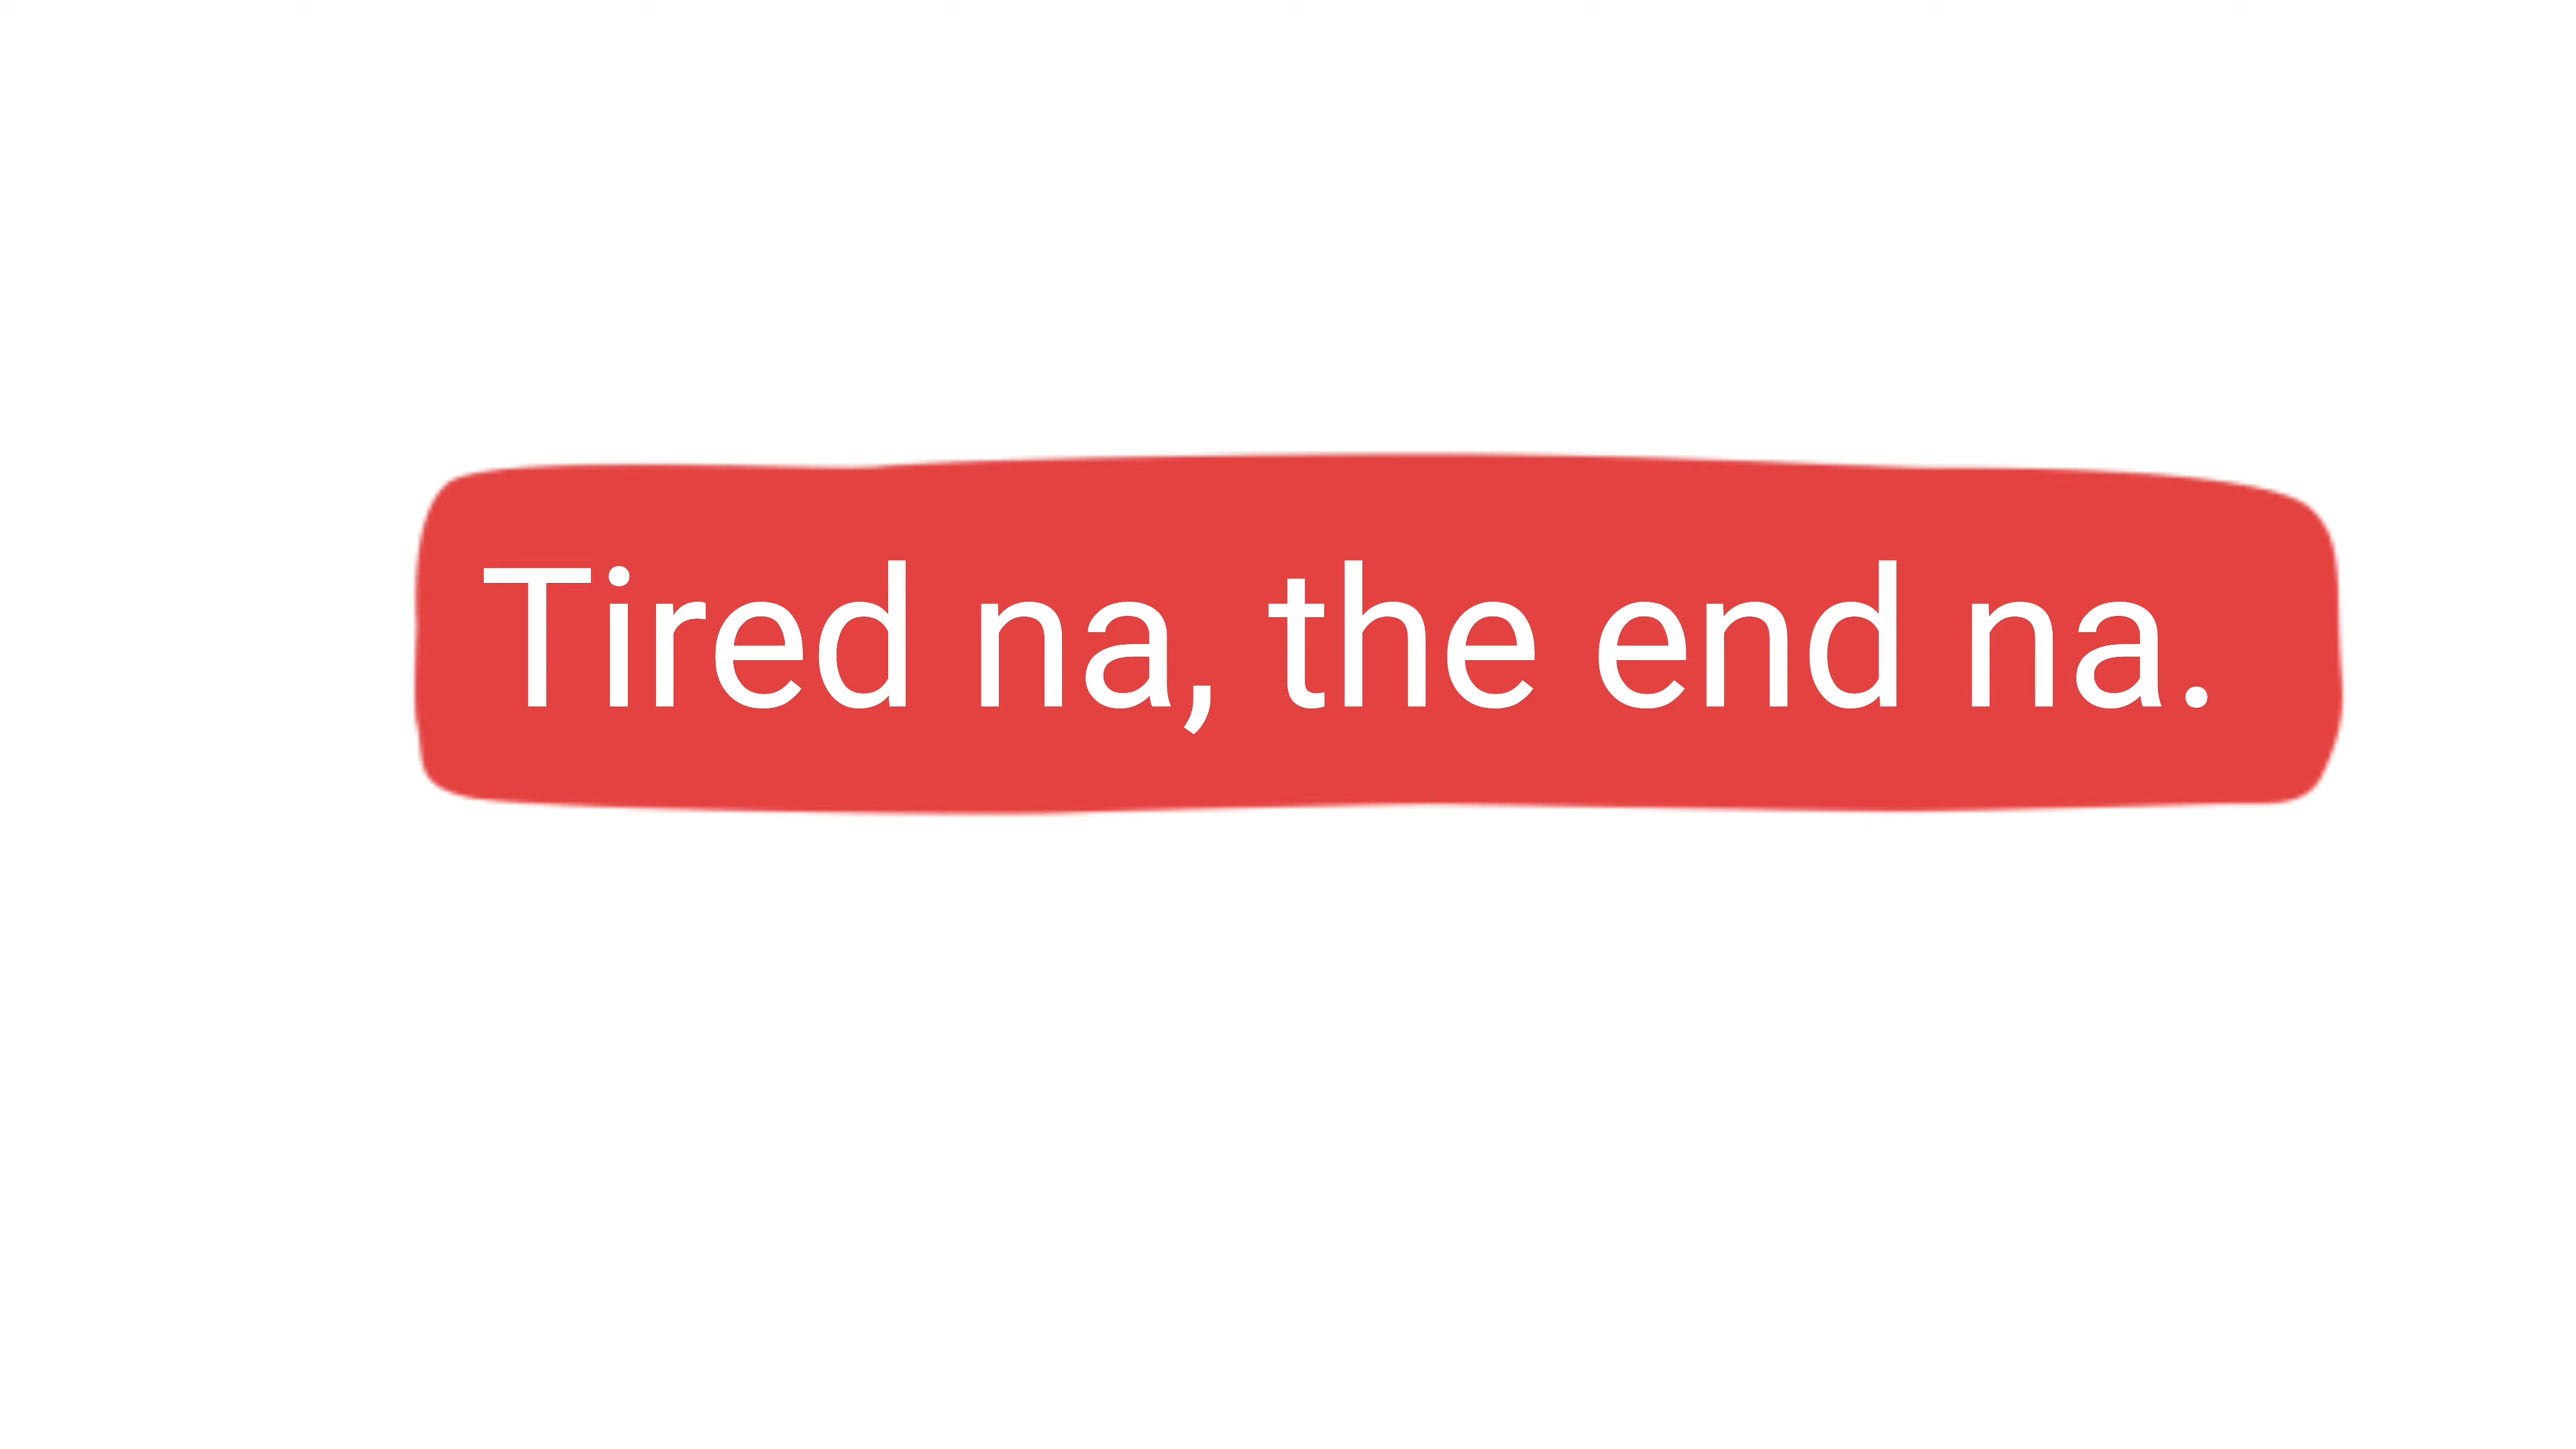 Tired na, the end na.